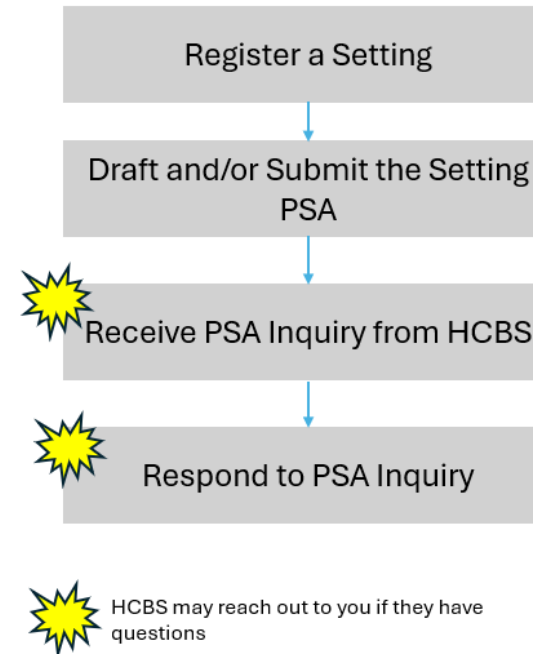 Register a Setting
Draft and/or Submit the Setting
PSA
Receive PSA Inquiry from HCBS
Respond to PSA Inquiry
HCBS may reach out to you if they have
questions